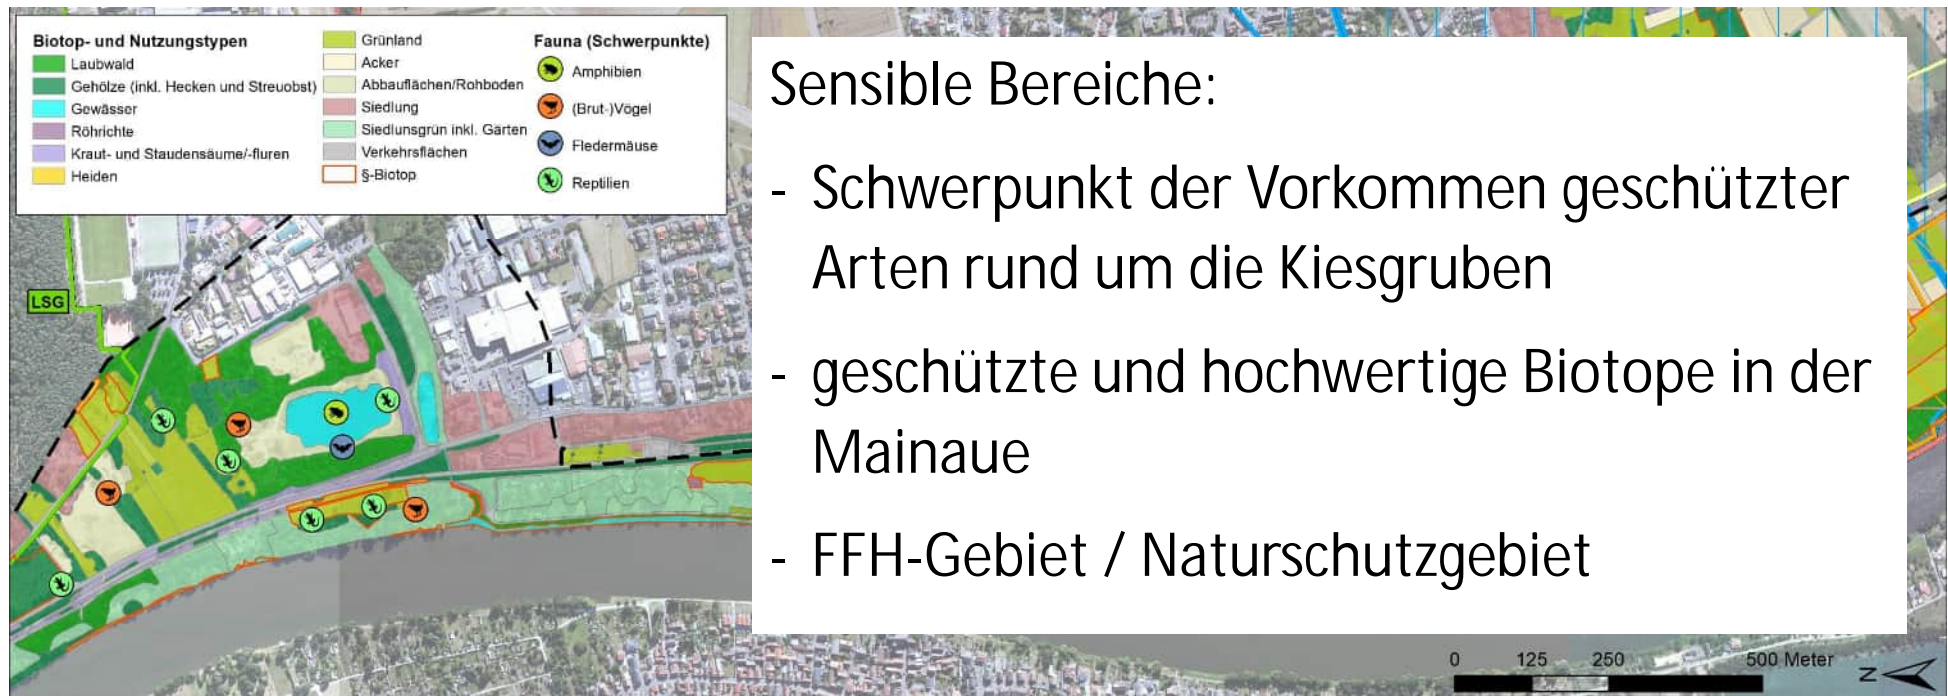 Biotop- und Nutzungstypen
Laubwald
Gehölze (inkl. Hecken und Streuobst)
Gewässer
Röhrichte
Kraut- und Staudensäume/-fluren
Heiden
Grünland
Acker
Abbauflächen/Rohboden
Siedlung
Siedlunsgrün inkl. Gärten
Verkehrsflächen
§-Biotop
Fauna (Schwerpunkte)
Amphibien
(Brut-)Vögel
Fledermäuse
Reptilien
LSG
Sensible Bereiche:
- Schwerpunkt der Vorkommen geschützter
Arten rund um die Kiesgruben
- geschützte und hochwertige Biotope in der
Mainaue
- FFH-Gebiet / Naturschutzgebiet
0 125 250 500 Meter
N